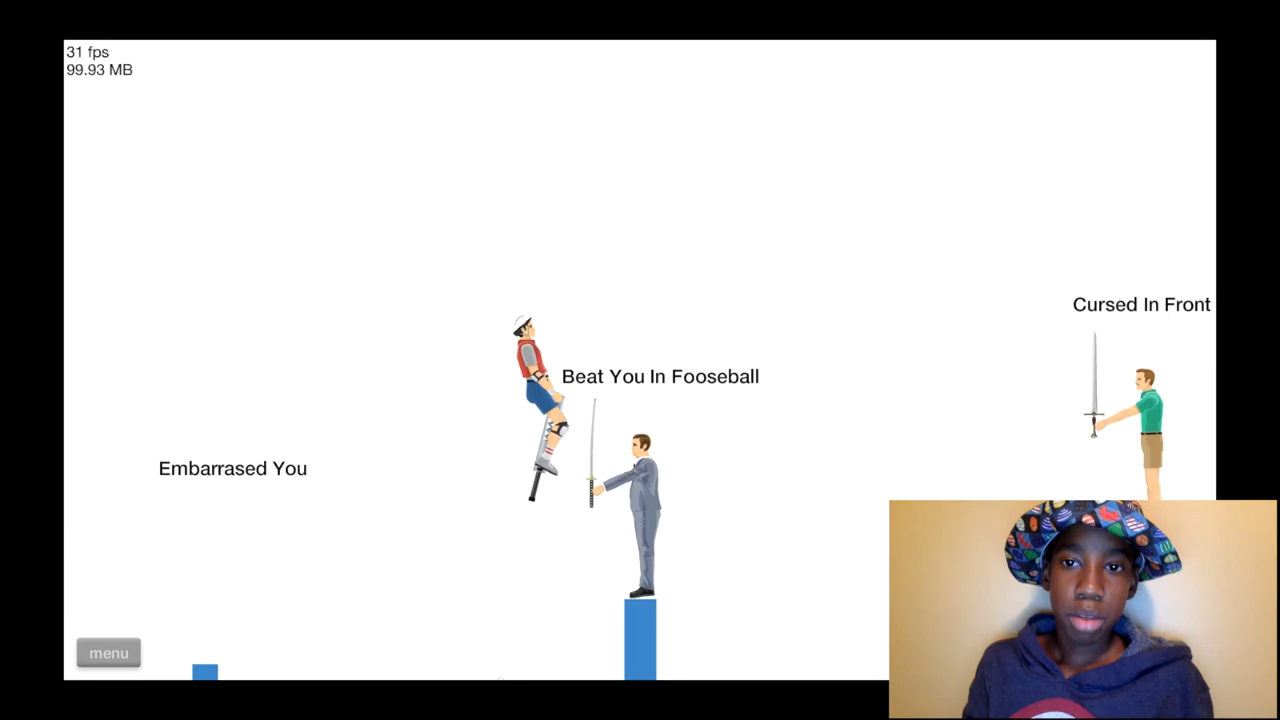 31 fps
99.93 MB
Cursed In Front
Beat You In Fooseball
Embarrased You
menu